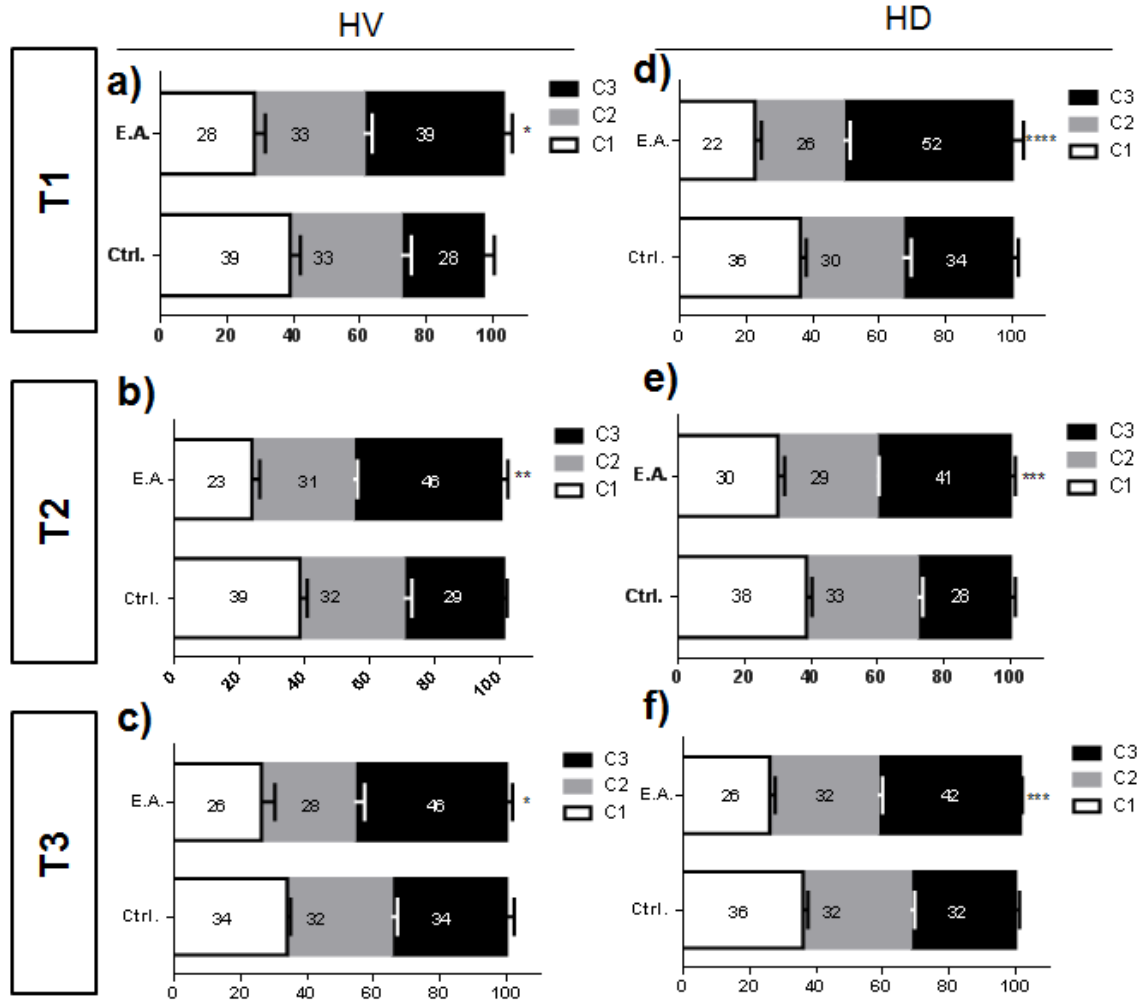 HV
HD
T1
a)
E.A.
28 33 39
*
C3
C2
C1
Ctrl.
39 33 28
0 20 40 60 80 100
d)
E.A.
22 26 52
****
C3
C2
C1
Ctrl.
36 30 34
0 20 40 60 80 100
T2
b)
E.A.
23 31 46
**
C3
C2
C1
Ctrl.
39 32 29
0 20 40 60 80 100
e)
E.A.
30 29 41
***
C3
C2
C1
Ctrl.
38 33 28
0 20 40 60 80 100
T3
c)
E.A.
26 28 46
*
C3
C2
C1
Ctrl.
34 32 34
0 20 40 60 80 100
f)
E.A.
26 32 42
***
C3
C2
C1
Ctrl.
36 32 32
0 20 40 60 80 100